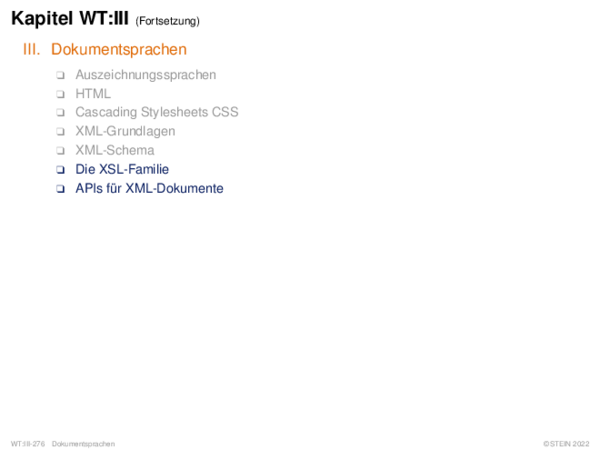 Kapitel WT:III (Fortsetzung)
III. Dokumentsprachen
❑ Auszeichnungssprachen
❑ HTML
❑ Cascading Stylesheets CSS
❑ XML-Grundlagen
❑ XML-Schema
❑ Die XSL-Familie
❑ APIs für XML-Dokumente
WT:III-276 Dokumentsprachen ©STEIN 2022